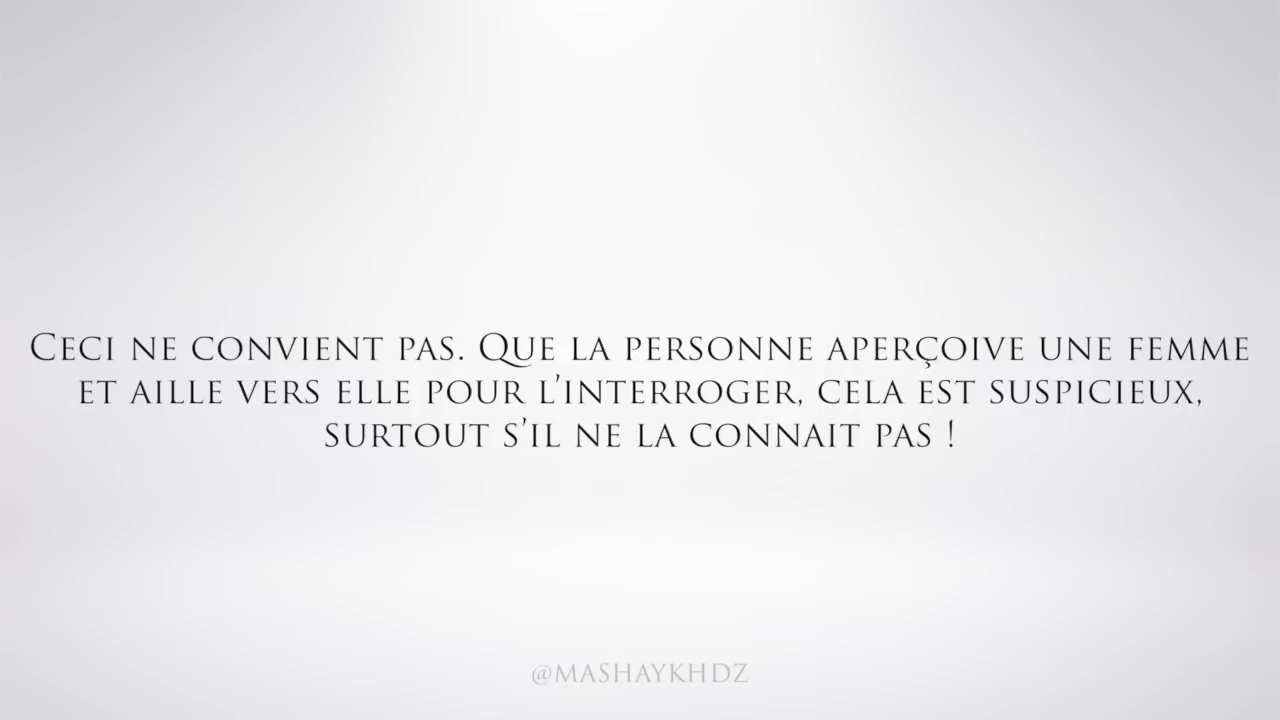 Ceci ne convient pas. Que la personne aperçoive une femme
et aille vers elle pour l'interroger, cela est suspicieux,
surtout s'il ne la connait pas !
@MASHAYKHDZ